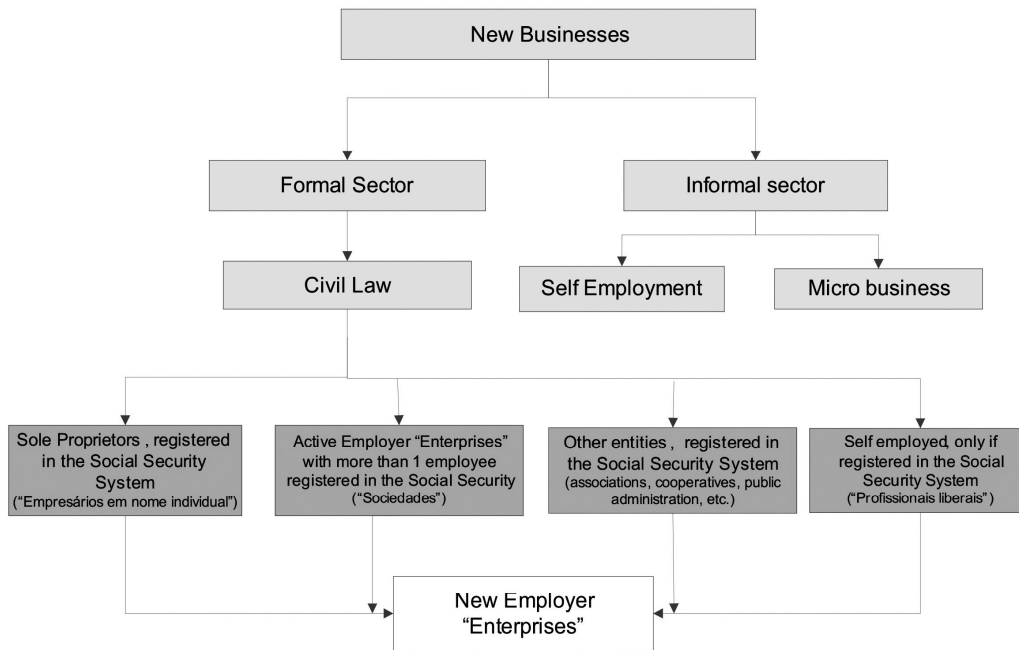 New Businesses
Formal Sector
Informal sector
Civil Law
Self Employment
Micro business
Sole Proprietors , registered
in the Social Security
System
(“Empresários em nome individual”)
Active Employer “Enterprises”
with more than 1 employee
registered in the Social Security
(“Sociedades”)
Other entities , registered in
the Social Security System
(associations, cooperatives, public
administration, etc.)
Self employed, only if
registered in the Social
Security System
(“Profissionais liberais”)
New Employer
“Enterprises”